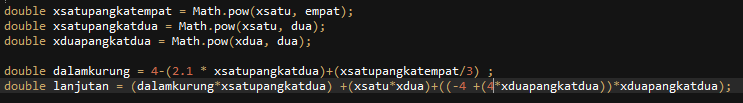 double xsatupangkatempat = Math.pow(xsatu, empat);
double xsatupangkatdua = Math.pow(xsatu, dua);
double xduapangkatdua = Math.pow(xdua, dua);
double dalamkurung = 4-(2.1 * xsatupangkatdua)+(xsatupangkatempat/3) ;
double lanjutan = (dalamkurung*xsatupangkatdua) +(xsatu*xdua)+((-4 +(4*xduapangkatdua))*xduapangkatdua);